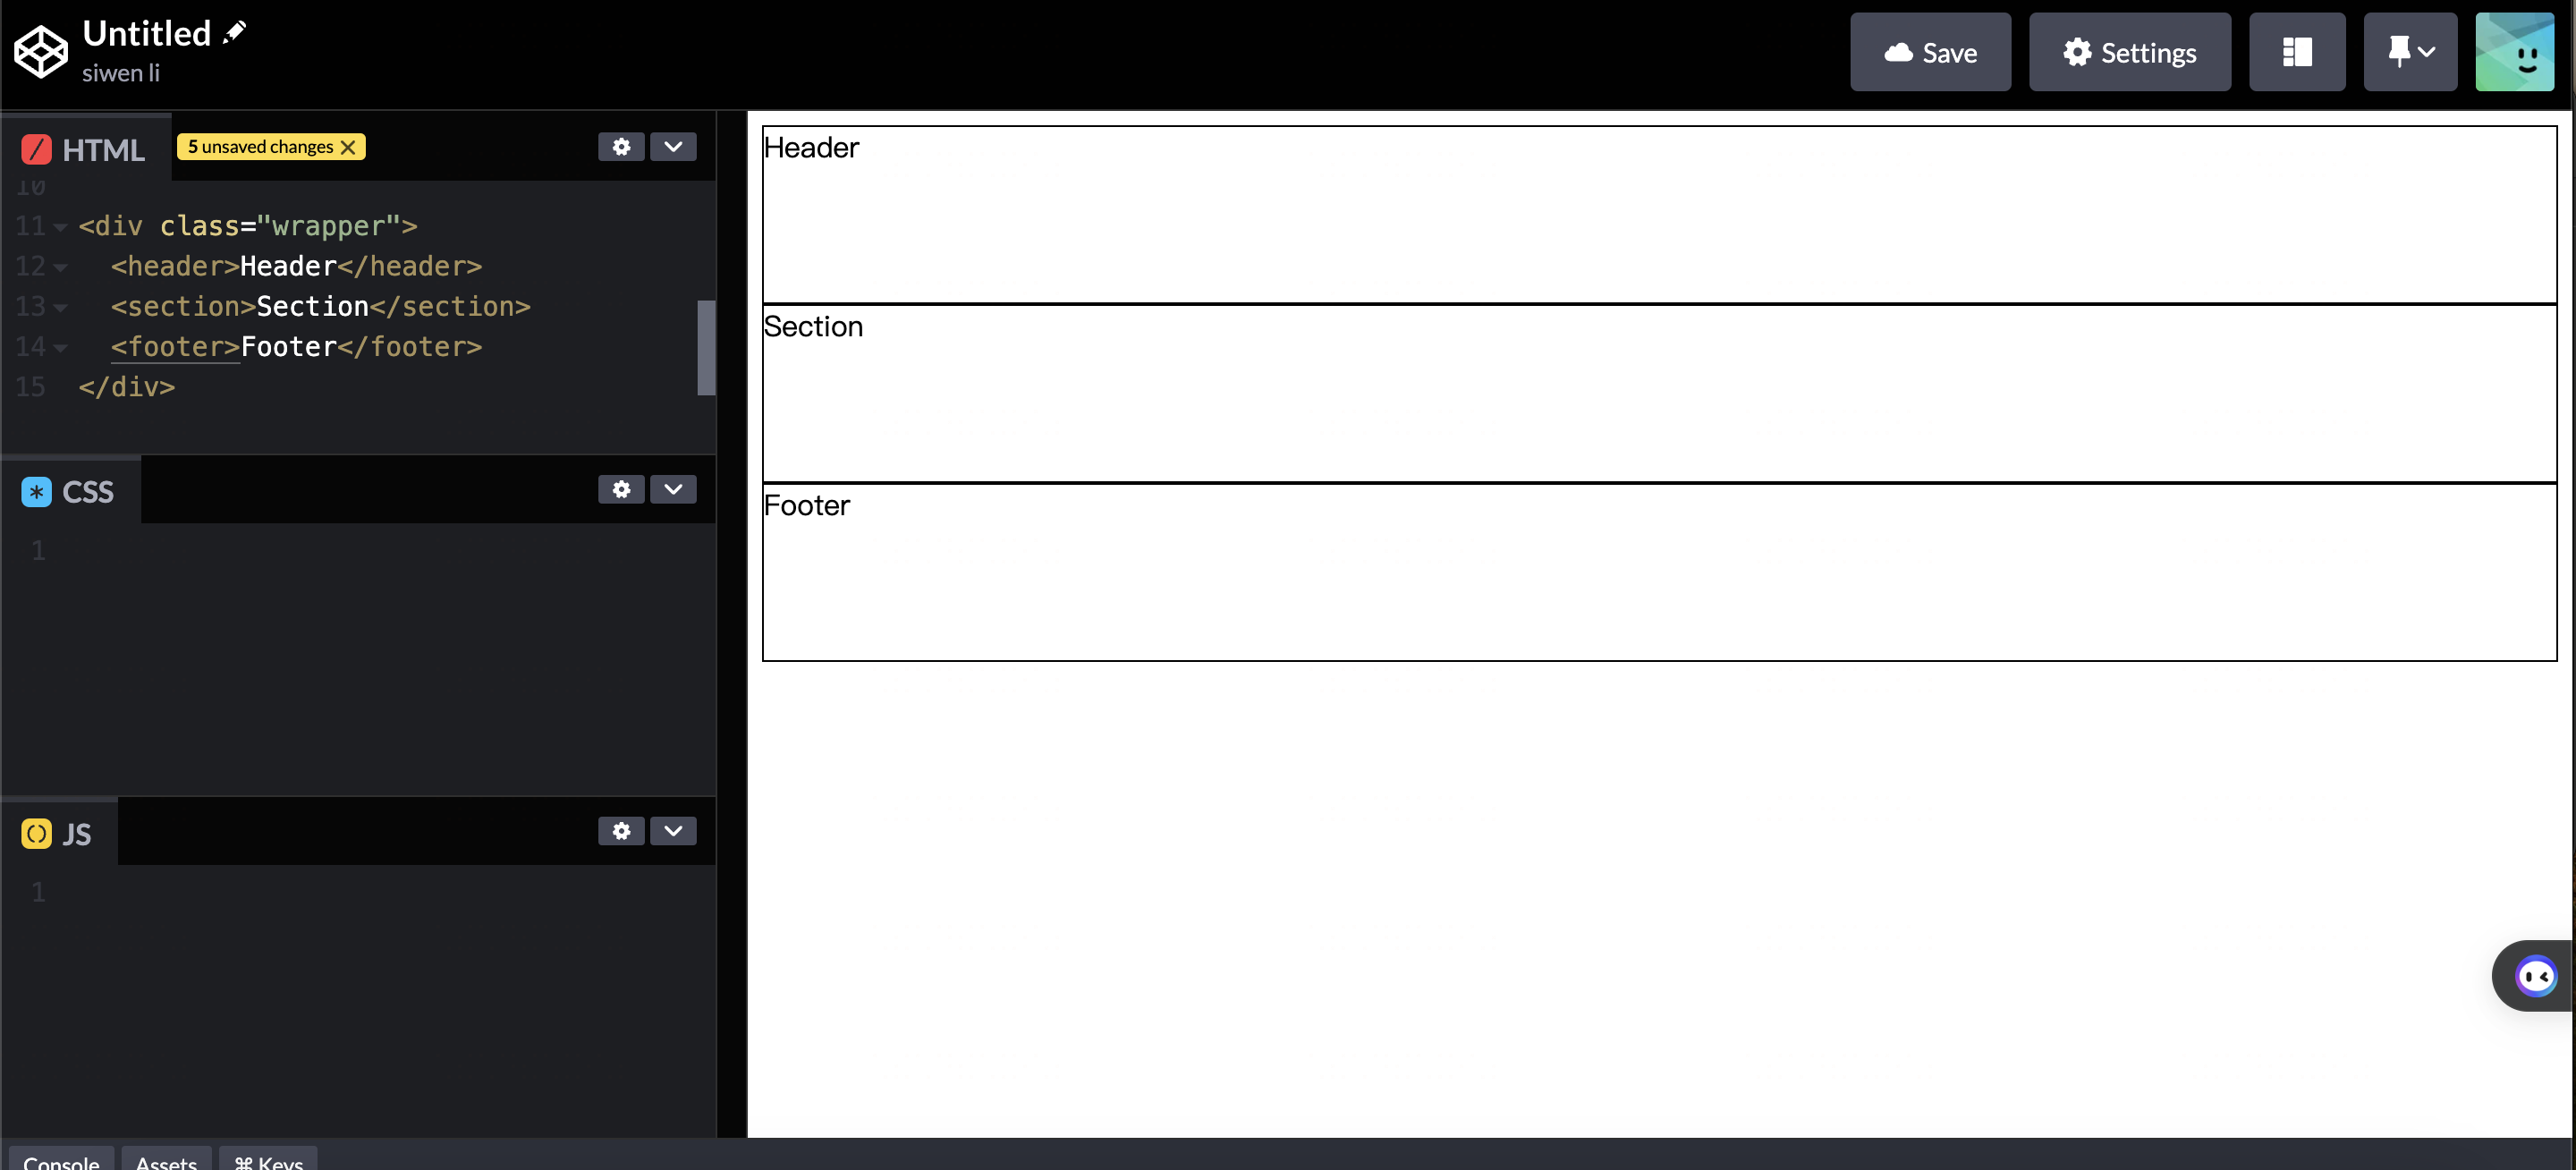 Untitled
siwen li
Save
Settings
HTML
5 unsaved changes
10
11 <div class="wrapper">
12 <header>Header</header>
13 <section>Section</section>
14 <footer>Footer</footer>
15 </div>
CSS
1
JS
1
Header
Section
Footer
Console
Assets
⌘ Keys